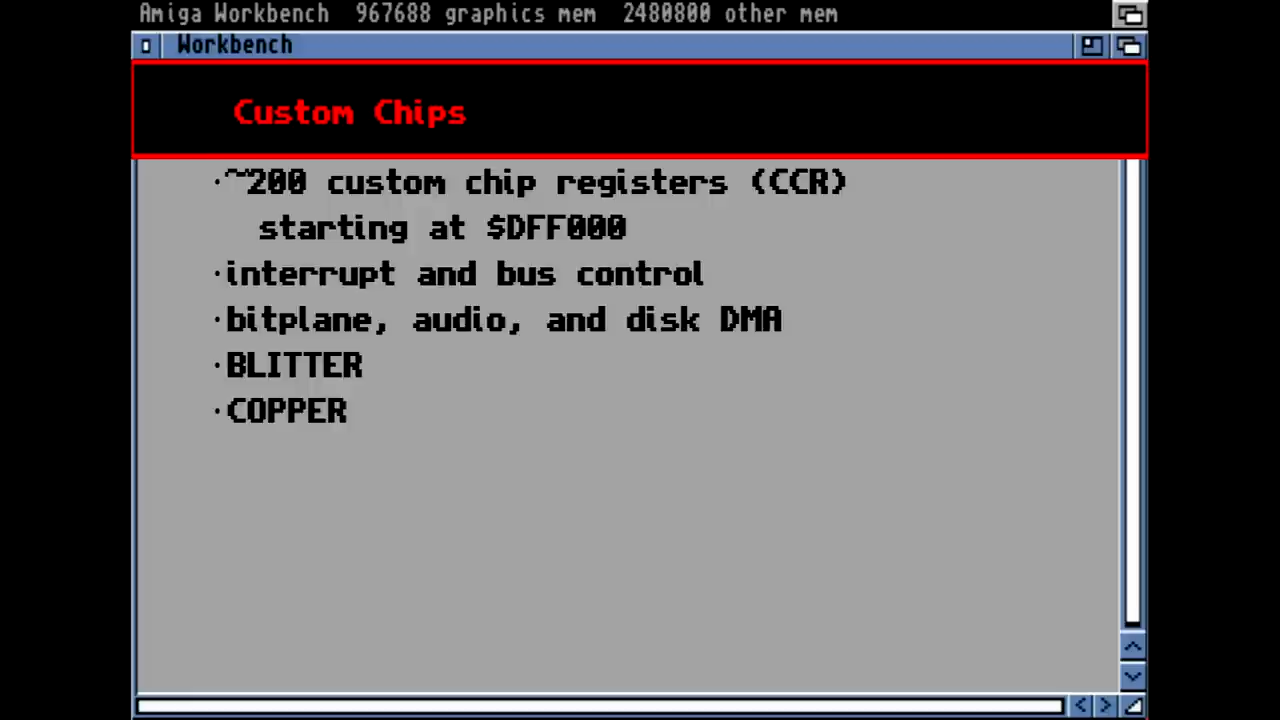 Amiga Workbench  967688 graphics mem  2480800 other mem
Workbench
Custom Chips
·~200 custom chip registers (CCR)
starting at $DFF000
·interrupt and bus control
·bitplane, audio, and disk DMA
·BLITTER
·COPPER